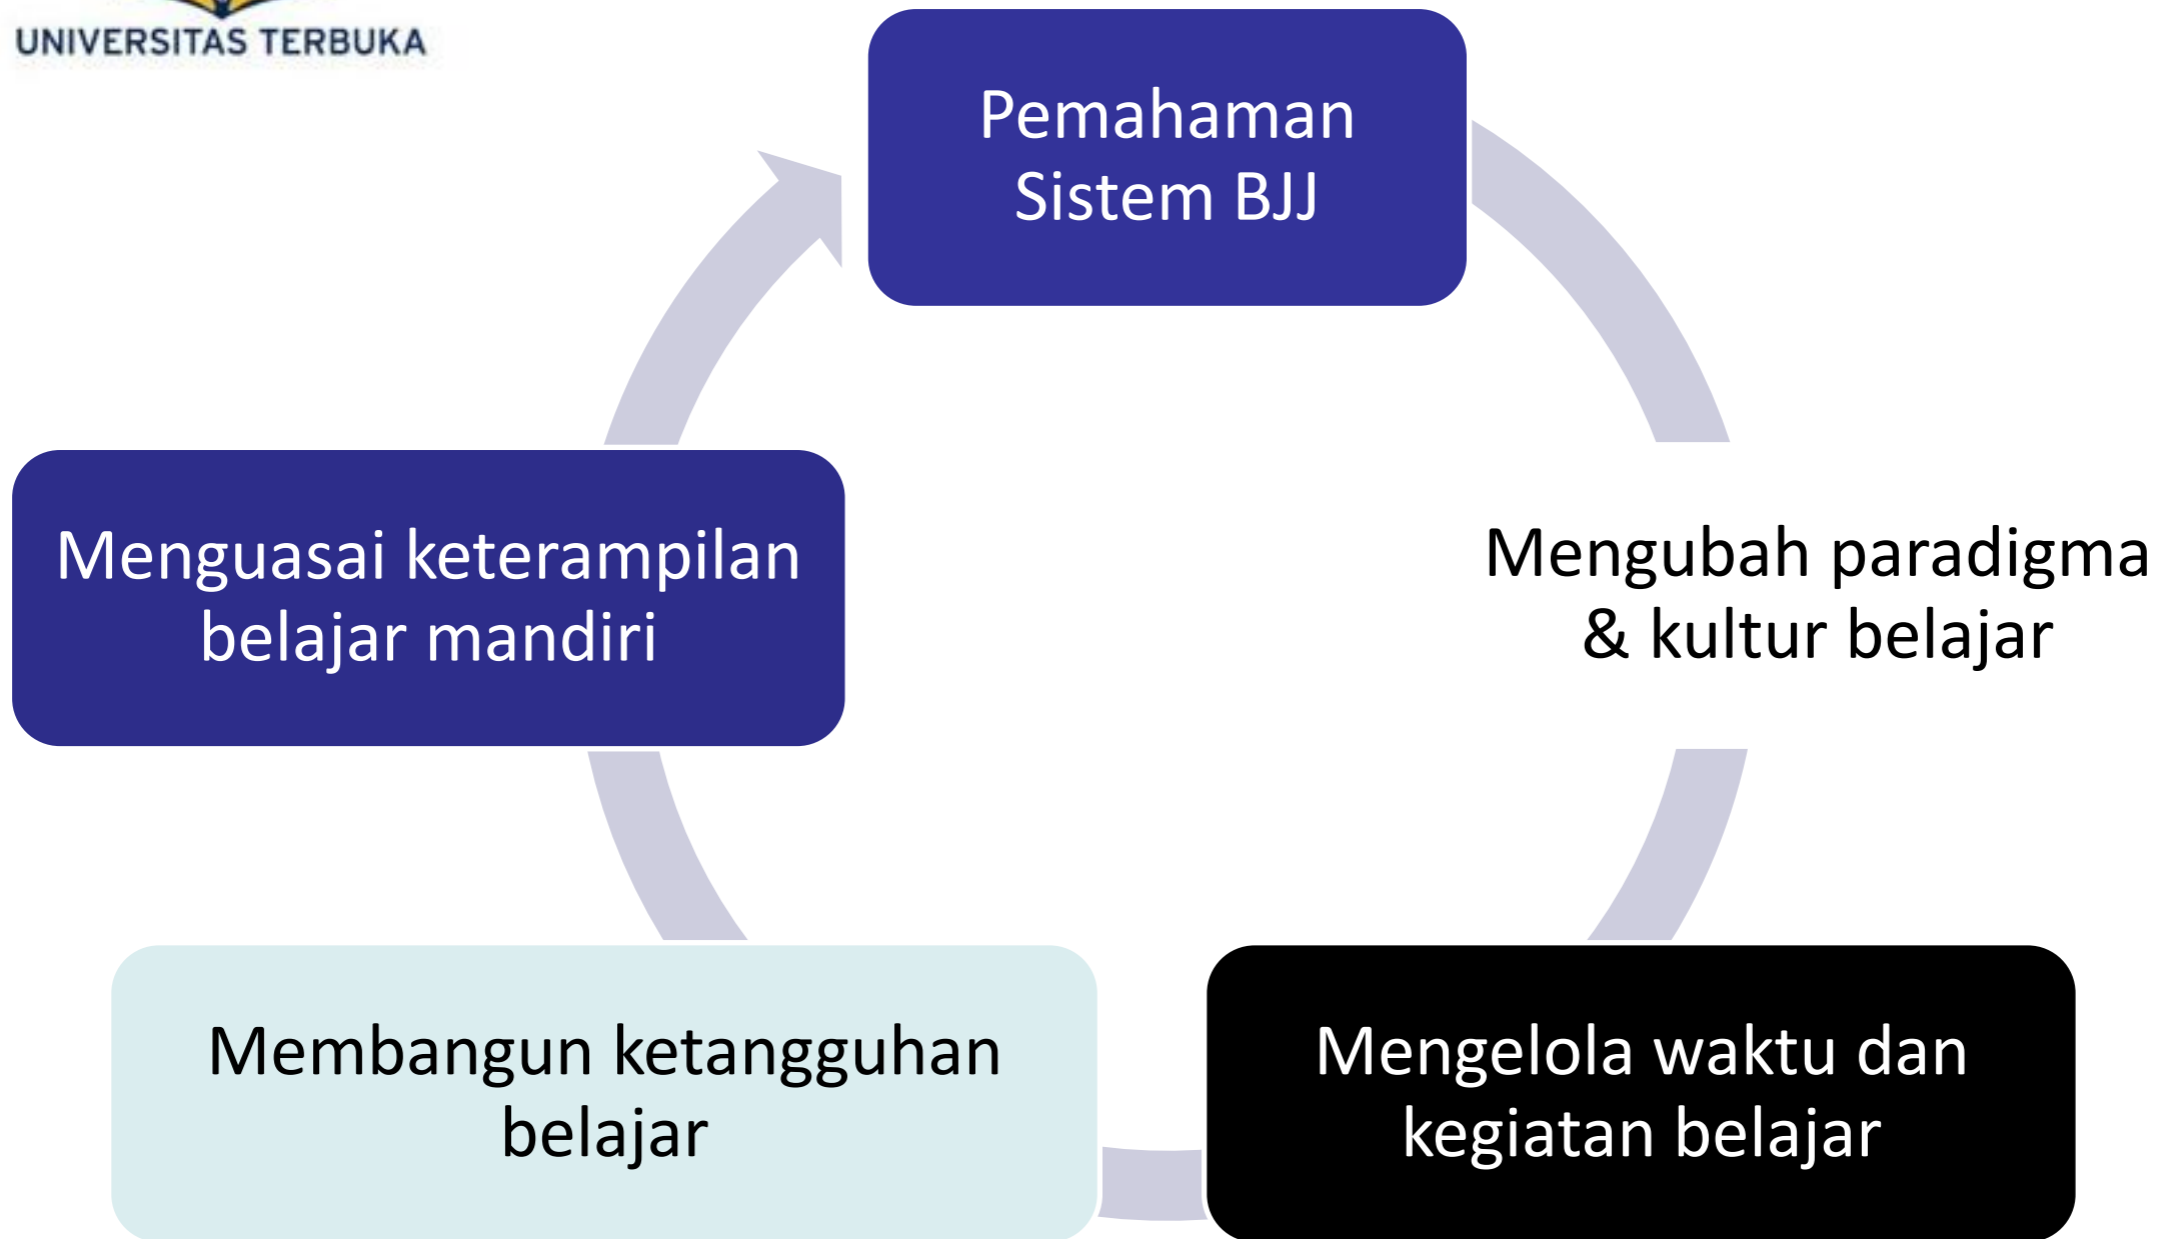 UNIVERSITAS TERBUKA
Pemahaman
Sistem BJJ
Mengubah paradigma
& kultur belajar
Mengelola waktu dan
kegiatan belajar
Membangun ketangguhan
belajar
Menguasai keterampilan
belajar mandiri